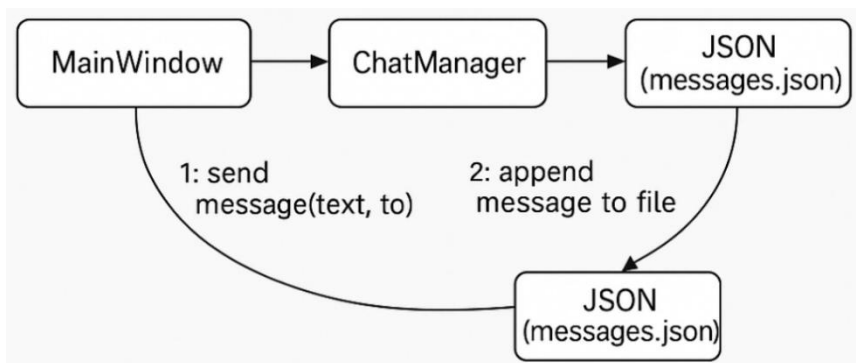 MainWindow
ChatManager
JSON
(messages.json)
1: send
message(text, to)
2: append
message to file
JSON
(messages.json)